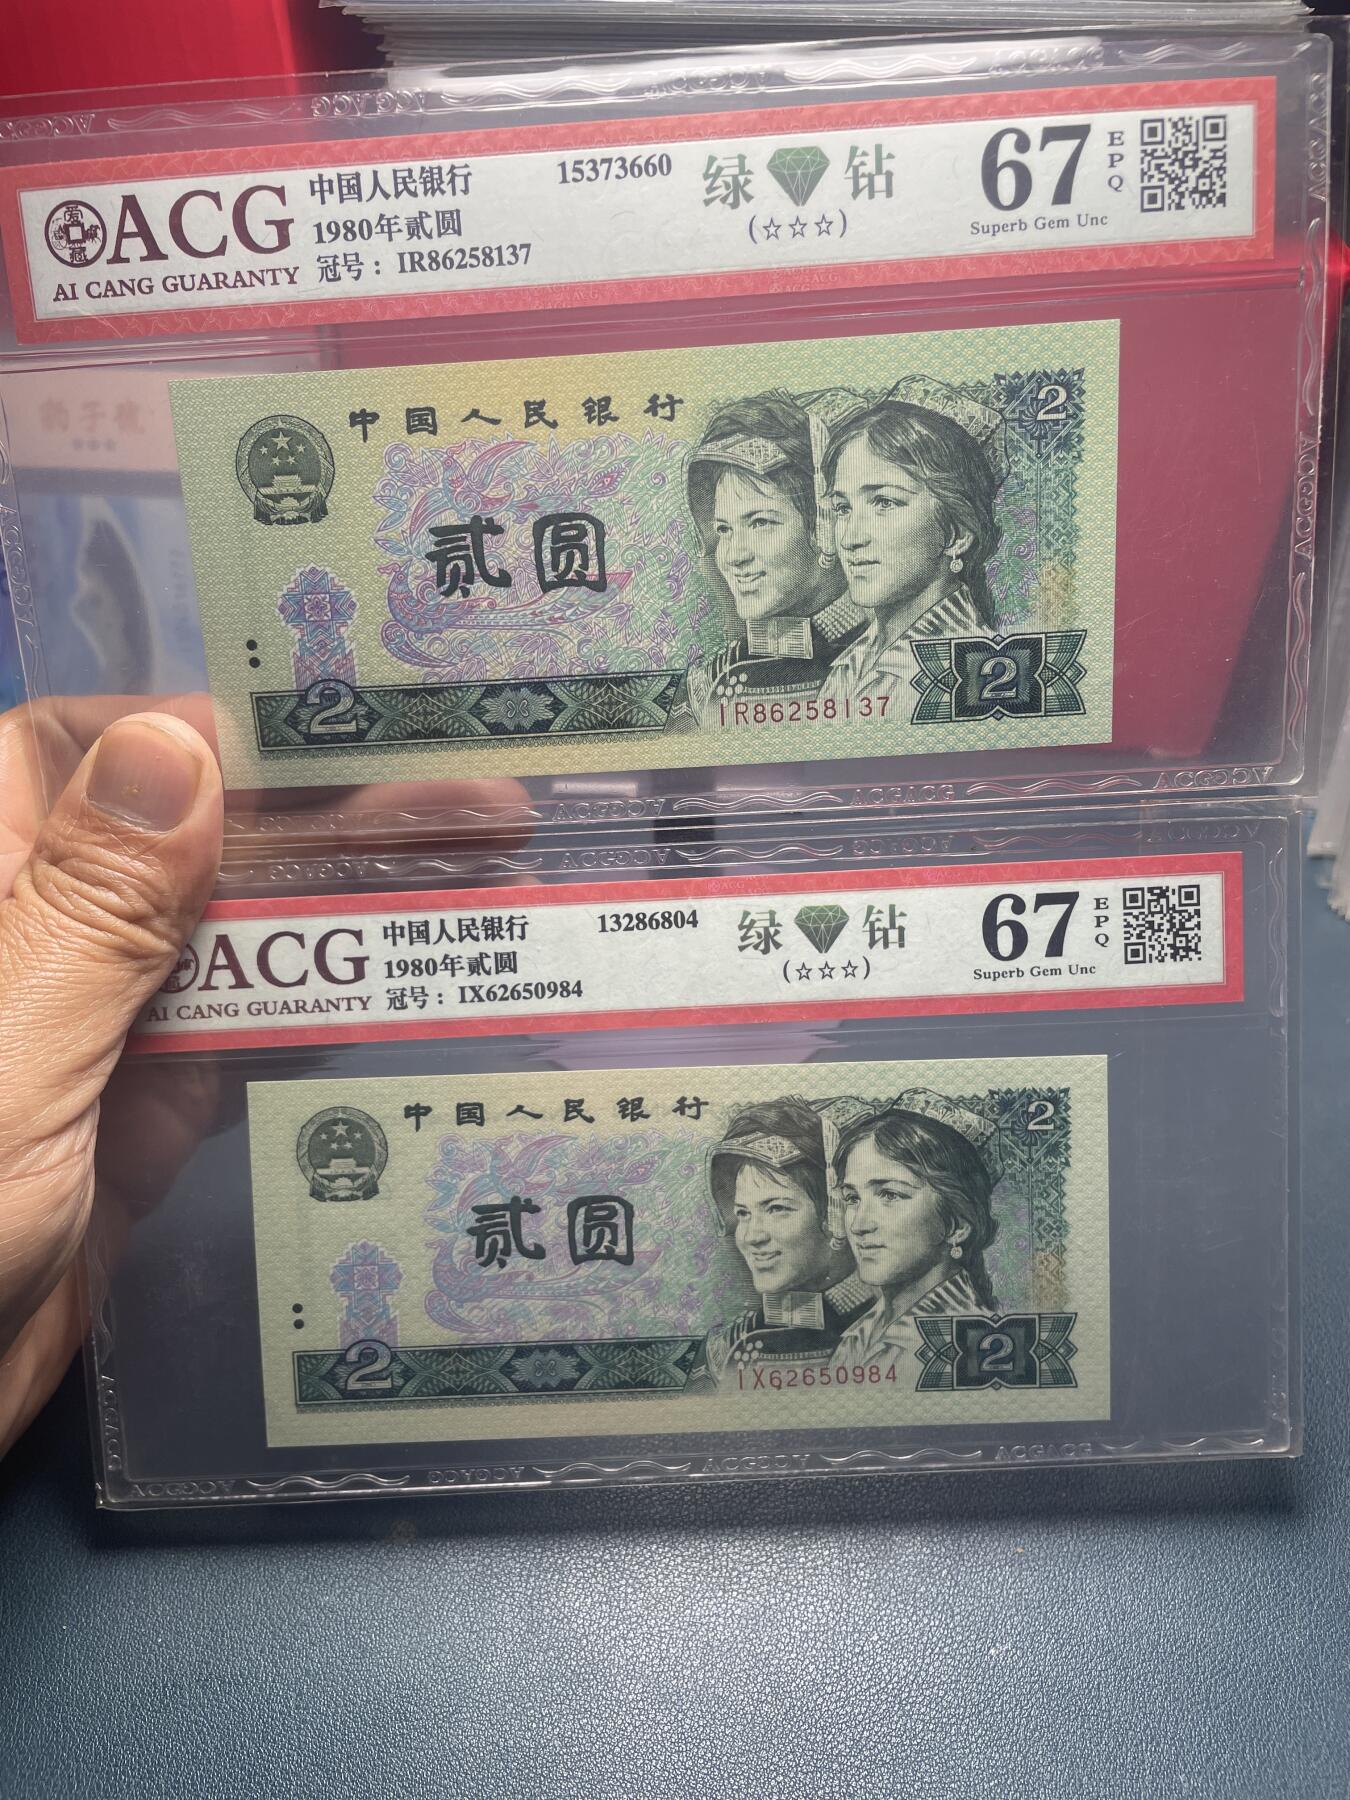 ACG
AI CANG GUARANTY
中国人民银行
1980年贰圆
冠号：IR86258137
15373660
绿钻
(☆☆☆)
67
EPQ
Superb Gem Unc
中国人民银行
贰圆
2
2
2
IR86258137
ACG
AI CANG GUARANTY
中国人民银行
1980年贰圆
冠号：IX62650984
13286804
绿钻
(☆☆☆)
67
EPQ
Superb Gem Unc
中国人民银行
贰圆
2
2
2
IX62650984